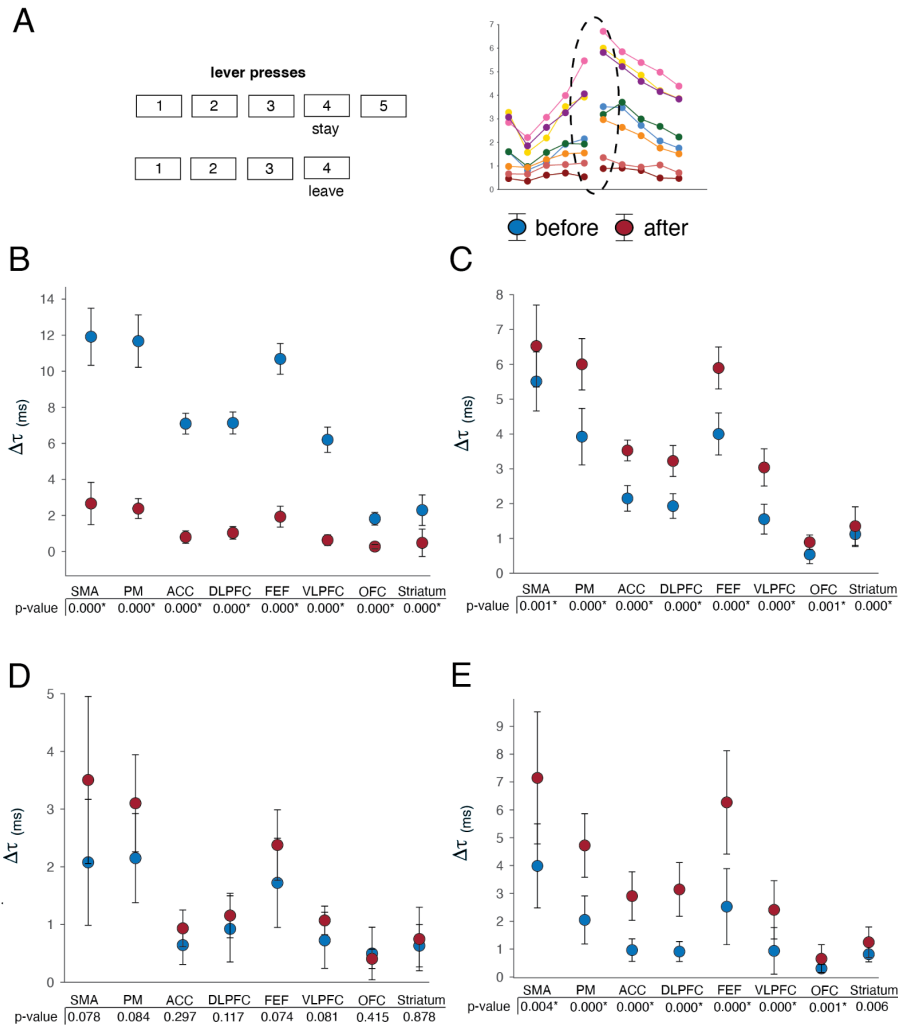 A
lever presses
1 2 3 4 5
stay
1 2 3 4
leave
7
6
5
4
3
2
1
0
before after
B
14
12
10
8
6
4
2
0
Δτ (ms)
SMA PM ACC DLPFC FEF VLPFC OFC Striatum
p-value 0.000* 0.000* 0.000* 0.000* 0.000* 0.000* 0.000* 0.000*
C
8
7
6
5
4
3
2
1
0
Δτ (ms)
SMA PM ACC DLPFC FEF VLPFC OFC Striatum
p-value 0.001* 0.000* 0.000* 0.000* 0.000* 0.000* 0.001* 0.000*
D
5
4
3
2
1
0
Δτ (ms)
SMA PM ACC DLPFC FEF VLPFC OFC Striatum
p-value 0.078 0.084 0.297 0.117 0.074 0.081 0.415 0.878
E
9
8
7
6
5
4
3
2
1
0
Δτ (ms)
SMA PM ACC DLPFC FEF VLPFC OFC Striatum
p-value 0.004* 0.000* 0.000* 0.000* 0.000* 0.000* 0.001* 0.006